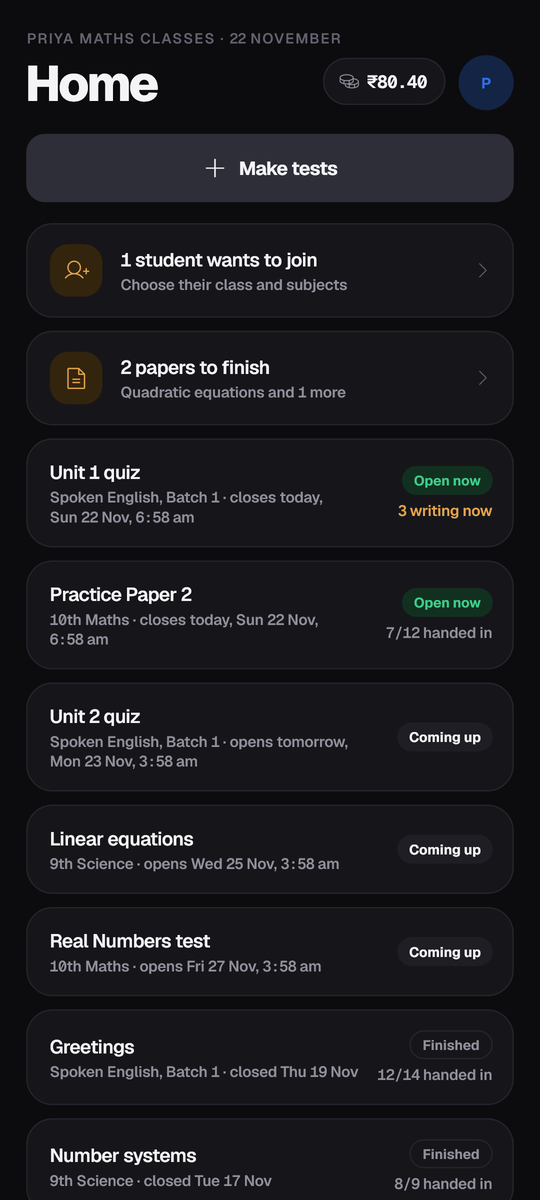 PRIYA MATHS CLASSES · 22 NOVEMBER
Home
₹80.40
P
Make tests
1 student wants to join
Choose their class and subjects
2 papers to finish
Quadratic equations and 1 more
Unit 1 quiz
Spoken English, Batch 1 · closes today,
Sun 22 Nov, 6:58 am
Open now
3 writing now
Practice Paper 2
10th Maths · closes today, Sun 22 Nov,
6:58 am
Open now
7/12 handed in
Unit 2 quiz
Spoken English, Batch 1 · opens tomorrow,
Mon 23 Nov, 3:58 am
Coming up
Linear equations
9th Science · opens Wed 25 Nov, 3:58 am
Coming up
Real Numbers test
10th Maths · opens Fri 27 Nov, 3:58 am
Coming up
Greetings
Spoken English, Batch 1 · closed Thu 19 Nov
Finished
12/14 handed in
Number systems
9th Science · closed Tue 17 Nov
Finished
8/9 handed in